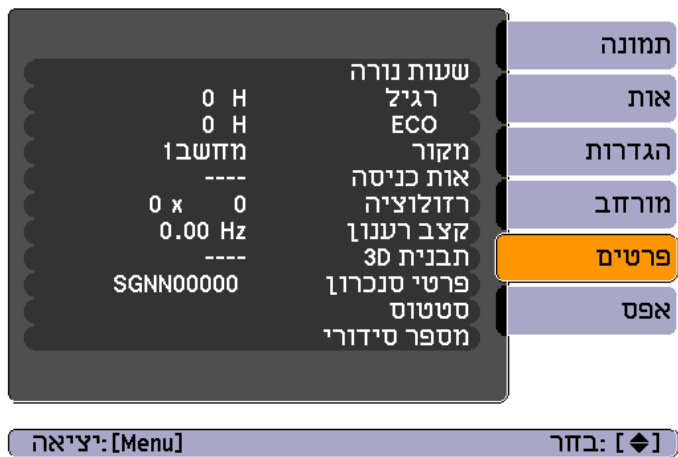 תמונה
אות
הגדרות
מורחב
פרטים
אפס
שעות נורה
רגיל 0 H
ECO 0 H
מקור מחשב1
אות כניסה ----
רזולוציה 0 x 0
קצב רענון 0.00 Hz
תבנית 3D ----
פרטי סנכרון SGNN00000
סטטוס
מספר סידורי
[◆] :בחר
[Menu]:יציאה